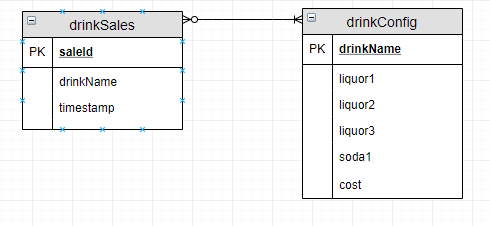 drinkSales
PK saleId
drinkName
timestamp
drinkConfig
PK drinkName
liquor1
liquor2
liquor3
soda1
cost